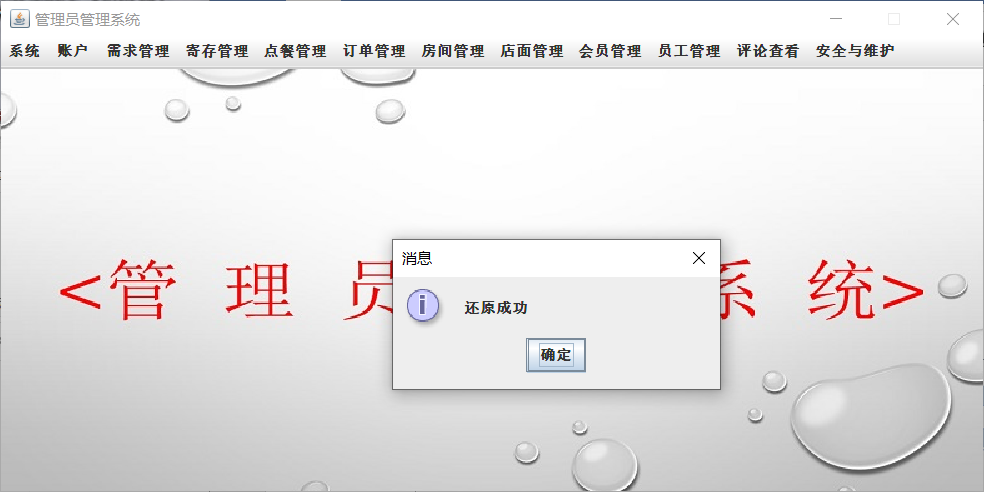 管理员管理系统
系统 账户 需求管理 寄存管理 点餐管理 订单管理 房间管理 店面管理 会员管理 员工管理 评论查看 安全与维护
消息
<管 理 员 系 统>
还原成功
确定